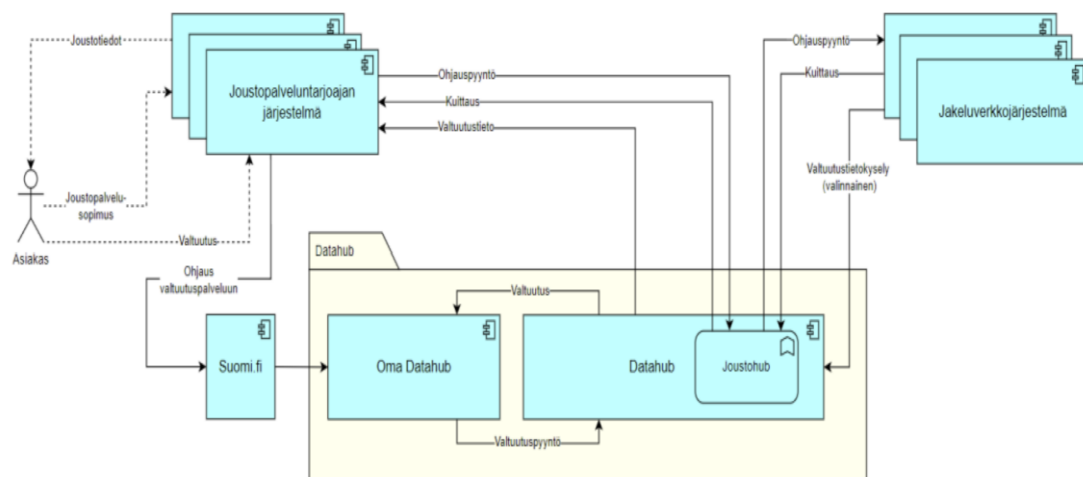 Joustotiedot
Joustopalveluntarjoajan
järjestelmä
Ohjauspyyntö
Kuittaus
Valtuutustieto
Ohjauspyyntö
Kuittaus
Jakeluverkkojärjestelmä
Valtuutustietokysely
(valinnainen)
Joustopalvelu-
sopimus
Asiakas
Valtuutus
Ohjaus
valtuutuspalveluun
Datahub
Valtuutus
Suomi.fi
Oma Datahub
Datahub
Joustohub
Valtuutuspyyntö